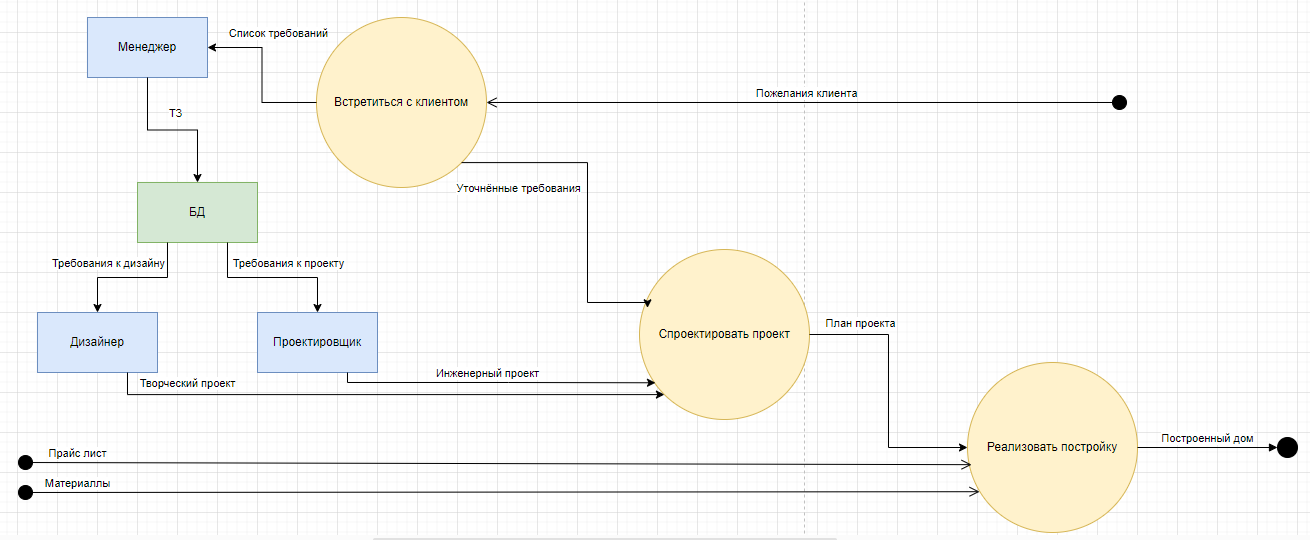 Список требований
Менеджер
Пожелания клиента
Встретиться с клиентом
ТЗ
Уточнённые требования
БД
Требования к дизайну
Требования к проекту
План проекта
Дизайнер
Проектировщик
Спроектировать проект
Инженерный проект
Творческий проект
Построенный дом
Реализовать постройку
Прайс лист
Материаллы